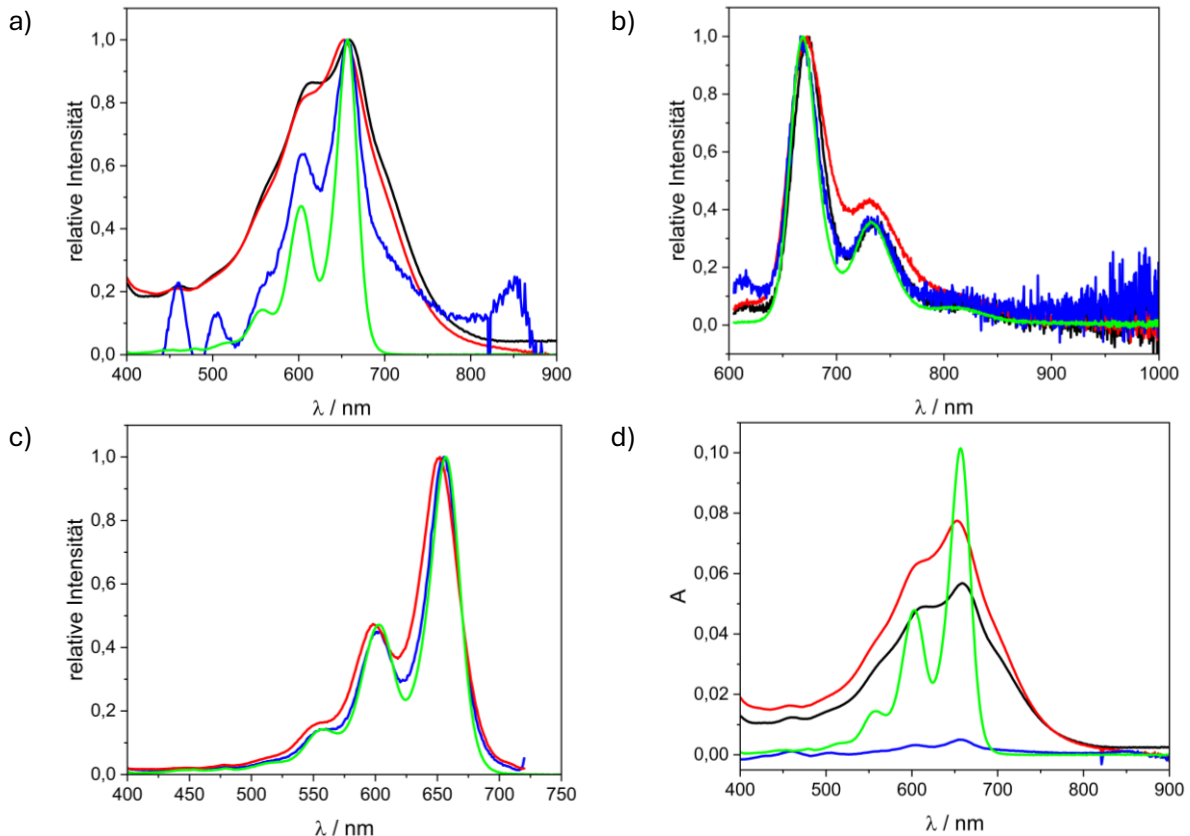 a)
relative Intensität
1,0
0,8
0,6
0,4
0,2
0,0
400 500 600 700 800 900
λ / nm
b)
relative Intensität
1,0
0,8
0,6
0,4
0,2
0,0
600 700 800 900 1000
λ / nm
c)
relative Intensität
1,0
0,8
0,6
0,4
0,2
0,0
400 450 500 550 600 650 700 750
λ / nm
d)
A
0,10
0,08
0,06
0,04
0,02
0,00
400 500 600 700 800 900
λ / nm